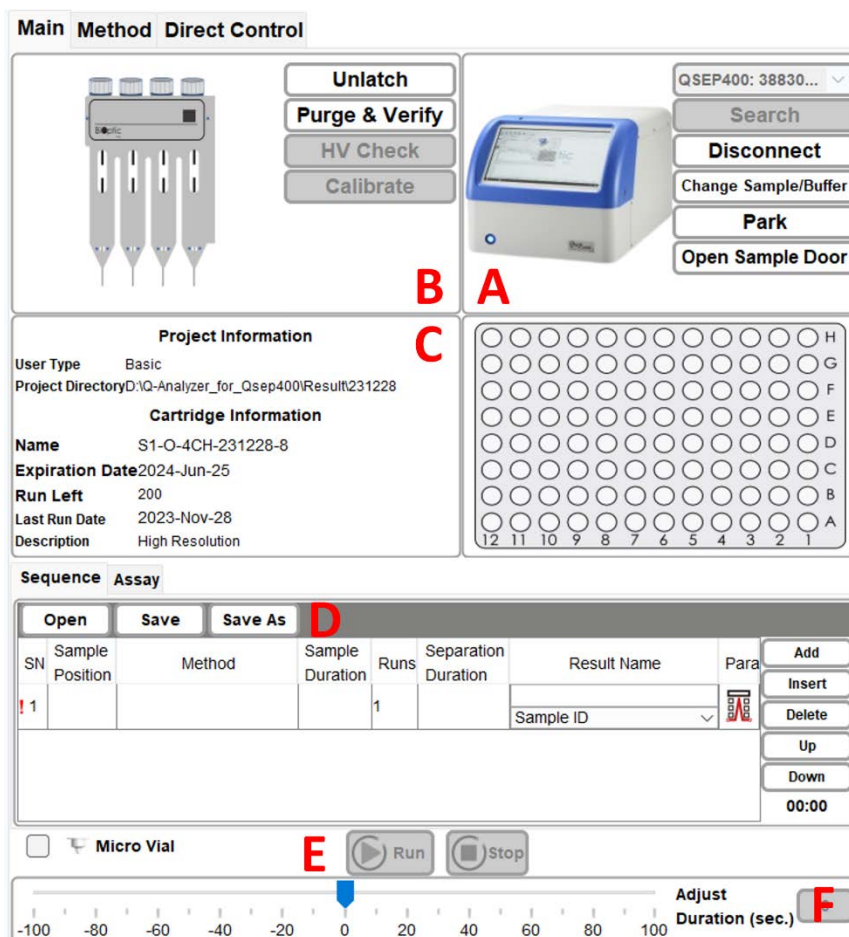 Main Method Direct Control
Unlatch
Purge & Verify
HV Check
Calibrate
BiOptic
B
QSEP400: 38830...
Search
Disconnect
Change Sample/Buffer
Park
Open Sample Door
A
Project Information
C
User Type Basic
Project Directory D:\Q-Analyzer_for_Qsep400\Result\231228
Cartridge Information
Name S1-O-4CH-231228-8
Expiration Date 2024-Jun-25
Run Left 200
Last Run Date 2023-Nov-28
Description High Resolution
H
G
F
E
D
C
B
A
12 11 10 9 8 7 6 5 4 3 2 1
Sequence Assay
Open Save Save As D
SN Sample Position Method Sample Duration Runs Separation Duration Result Name Para
! 1 1 Sample ID
Add
Insert
Delete
Up
Down
00:00
Micro Vial E Run Stop
-100 -80 -60 -40 -20 0 20 40 60 80 100
Adjust
Duration (sec.) F